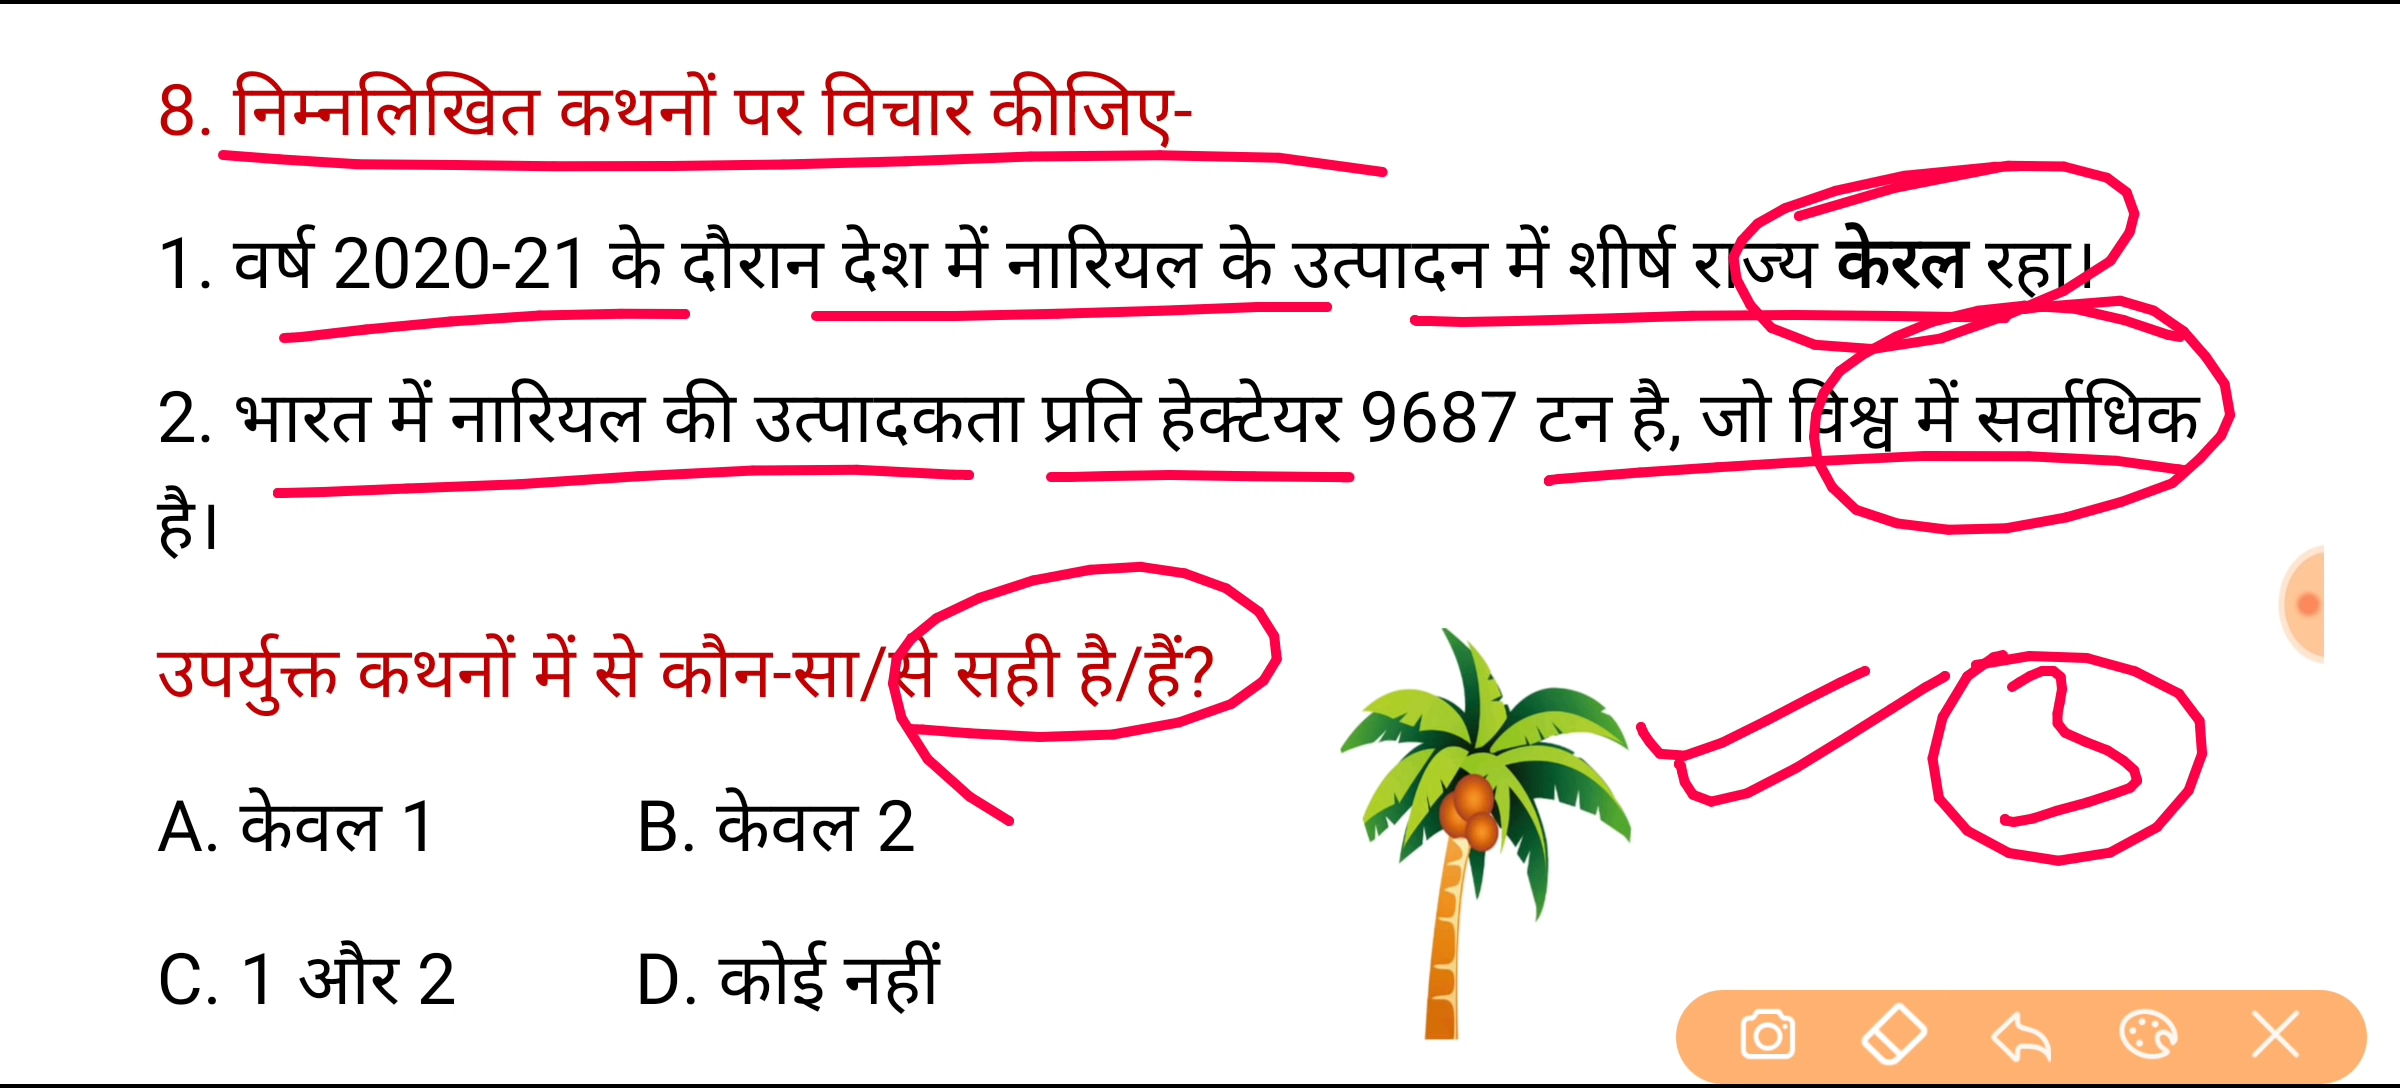 8. निम्नलिखित कथनों पर विचार कीजिए-
1. वर्ष 2020-21 के दौरान देश में नारियल के उत्पादन में शीर्ष राज्य केरल रहा।
2. भारत में नारियल की उत्पादकता प्रति हेक्टेयर 9687 टन है, जो विश्व में सर्वाधिक
है।
उपर्युक्त कथनों में से कौन-सा/से सही है/हैं?
3
A. केवल 1 B. केवल 2
C. 1 और 2 D. कोई नहीं